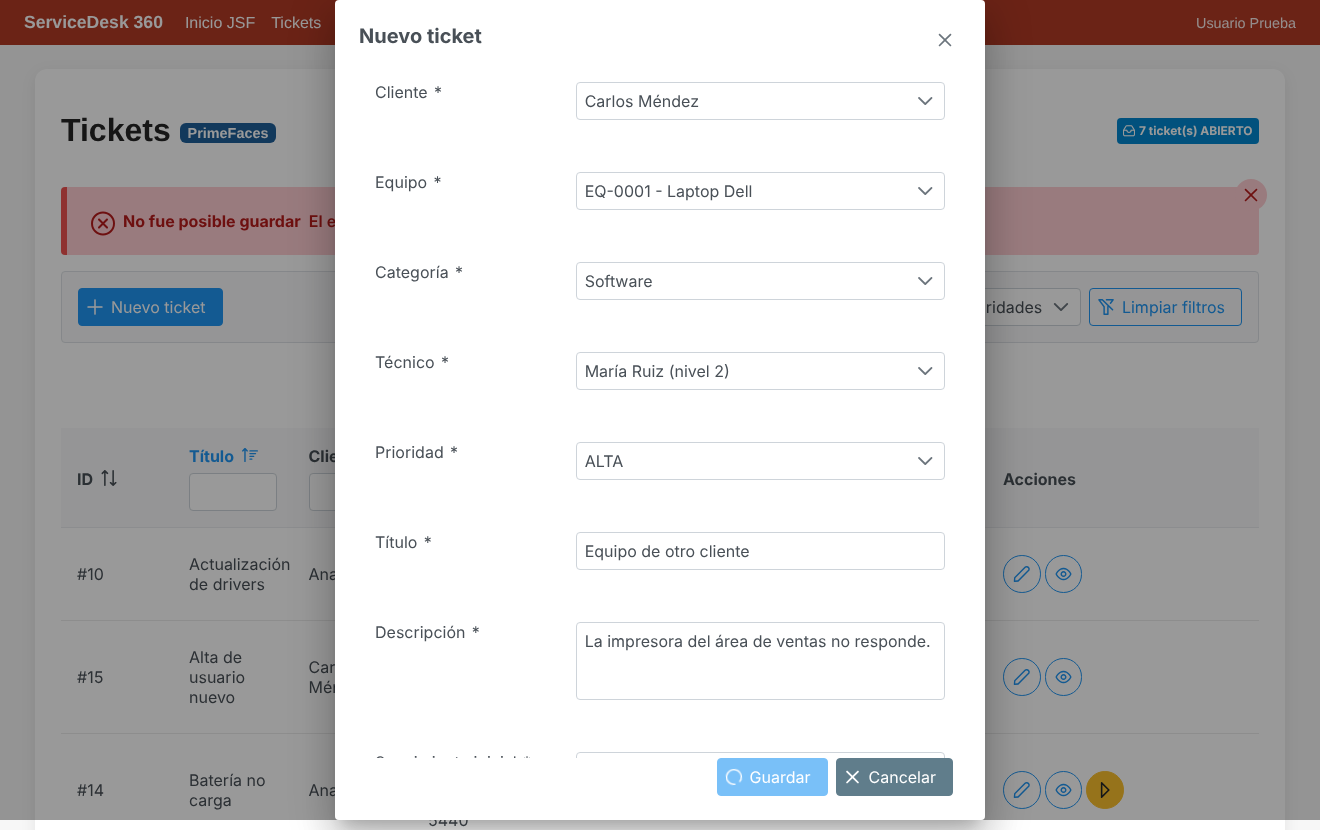 ServiceDesk 360 Inicio JSF Tickets Usuario Prueba
Nuevo ticket
Cliente * Carlos Méndez
Tickets PrimeFaces 7 ticket(s) ABIERTO
Equipo * EQ-0001 - Laptop Dell
No fue posible guardar El
Categoría * Software
Nuevo ticket Limpiar filtros
Técnico * María Ruiz (nivel 2)
Prioridad * ALTA
ID Título Acciones
Título * Equipo de otro cliente
#10 Actualización
de drivers
Descripción * La impresora del área de ventas no responde.
#15 Alta de
usuario
nuevo
#14 Batería no
carga
Guardar Cancelar